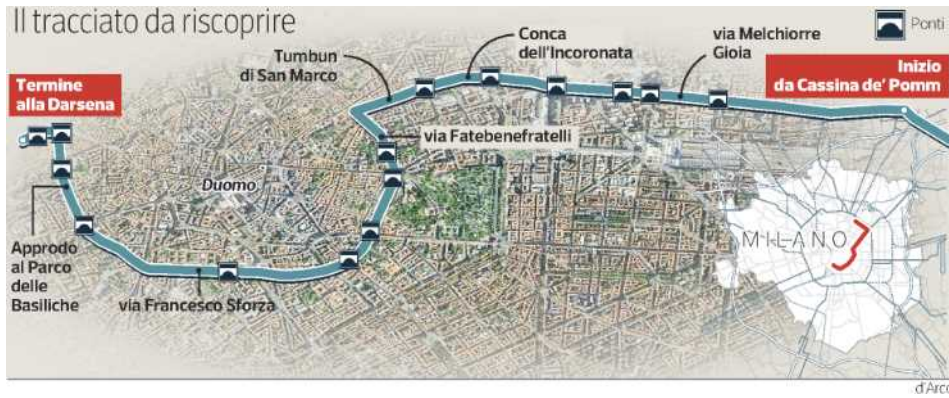 Il tracciato da riscoprire
Ponti
Conca
dell'Incoronata
via Melchiorre
Gioia
Tumbun
di San Marco
Inizio
da Cassina de' Pomm
Termine
alla Darsena
via Fatebenefratelli
Duomo
MILANO
Approdo
al Parco
delle
Basiliche
via Francesco Sforza
d'Arco